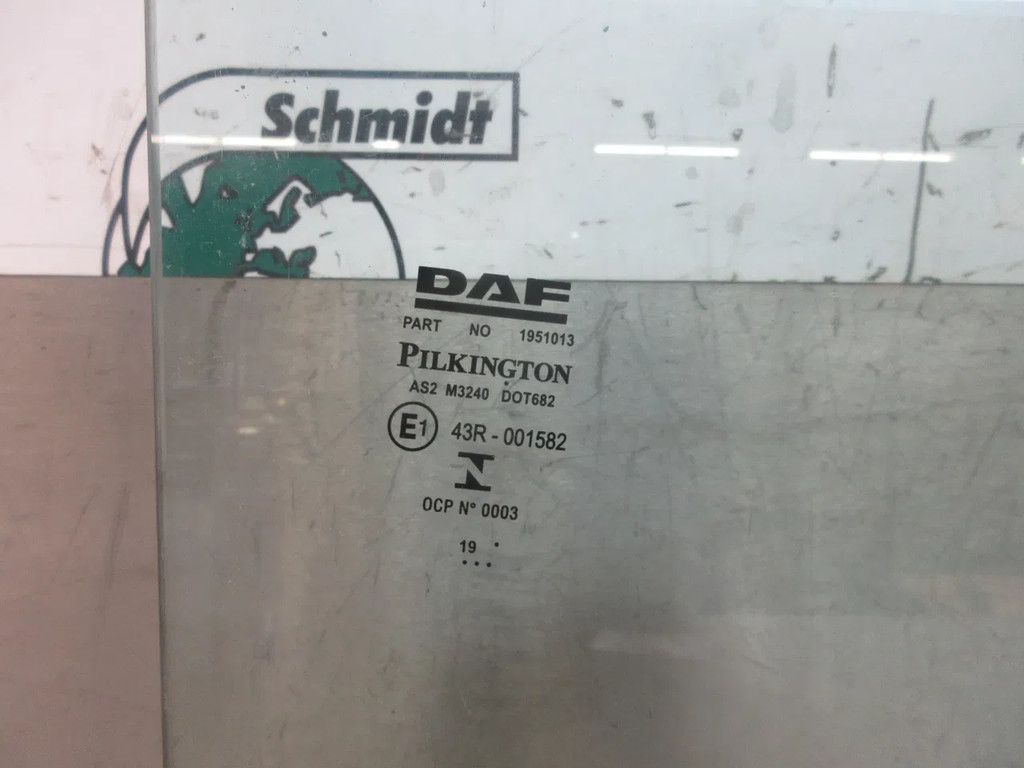 Schmidt
DAF
PART NO 1951013
PILKINGTON
AS2 M3240 DOT682
E1 43R - 001582
OCP N° 0003
19